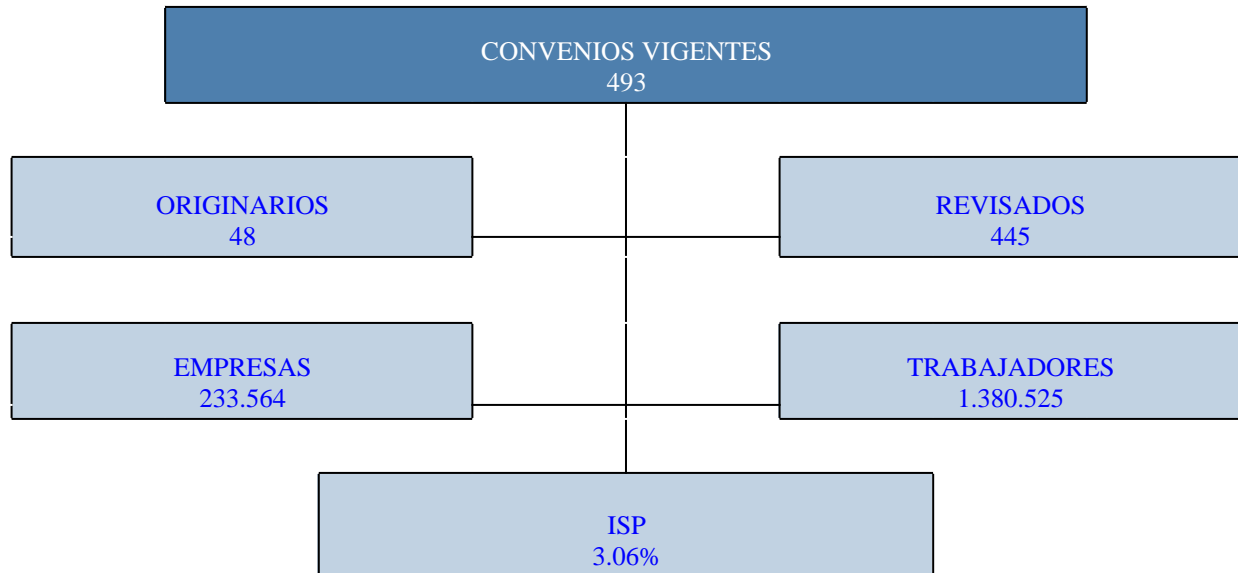 CONVENIOS VIGENTES
493
ORIGINARIOS
48
REVISADOS
445
EMPRESAS
233.564
TRABAJADORES
1.380.525
ISP
3.06%